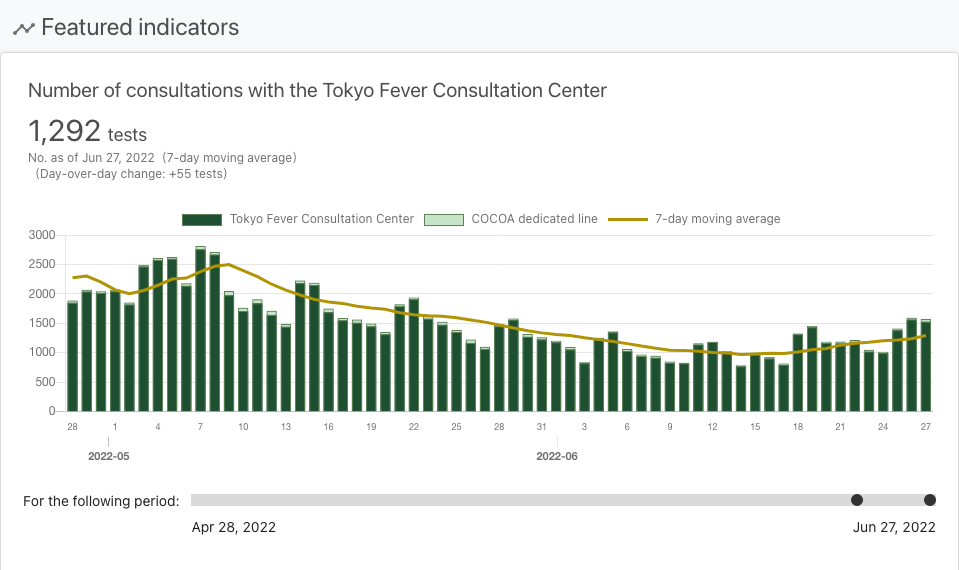 Featured indicators
Number of consultations with the Tokyo Fever Consultation Center
1,292 tests
No. as of Jun 27, 2022 (7-day moving average)
(Day-over-day change: +55 tests)
Tokyo Fever Consultation Center COCOA dedicated line 7-day moving average
3000
2500
2000
1500
1000
500
0
28 1 4 7 10 13 16 19 22 25 28 31 3 6 9 12 15 18 21 24 27
2022-05 2022-06
For the following period:
Apr 28, 2022 Jun 27, 2022